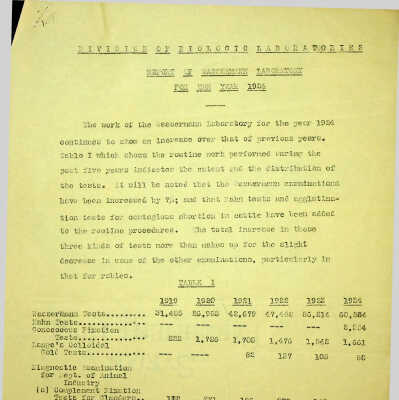 DIVISION OF BIOLOGIC LABORATORIES
REPORT OF WASSERMANN LABORATORY
FOR THE YEAR 1924
The work of the Wassermann Laboratory for the year 1924
continues to show an increase over that of previous years.
Table I which shows the routine work performed during the
past five years indicates the extent and the distribution of
the tests. It will be noted that the Wassermann examinations
have been increased by 7%; and that Kahn tests and agglutina-
tion tests for contagious abortion in cattle have been added
to the routine procedures. The total increase in these
three kinds of tests more than makes up for the slight
decrease in some of the other examinations, particularly in
that for rabies.
TABLE I
1919 1920 1921 1922 1923 1924
Wassermann Tests......... 42,679
Kahn Tests............... --- --- --- --- ---
Gonococcus Fixation
Tests................ 1,661
Lange's Colloidal
Gold Tests........... --- --- 127
Diagnostic Examination
for Dept. of Animal
Industry
(a) Complement Fixation
Tests for Glanders..